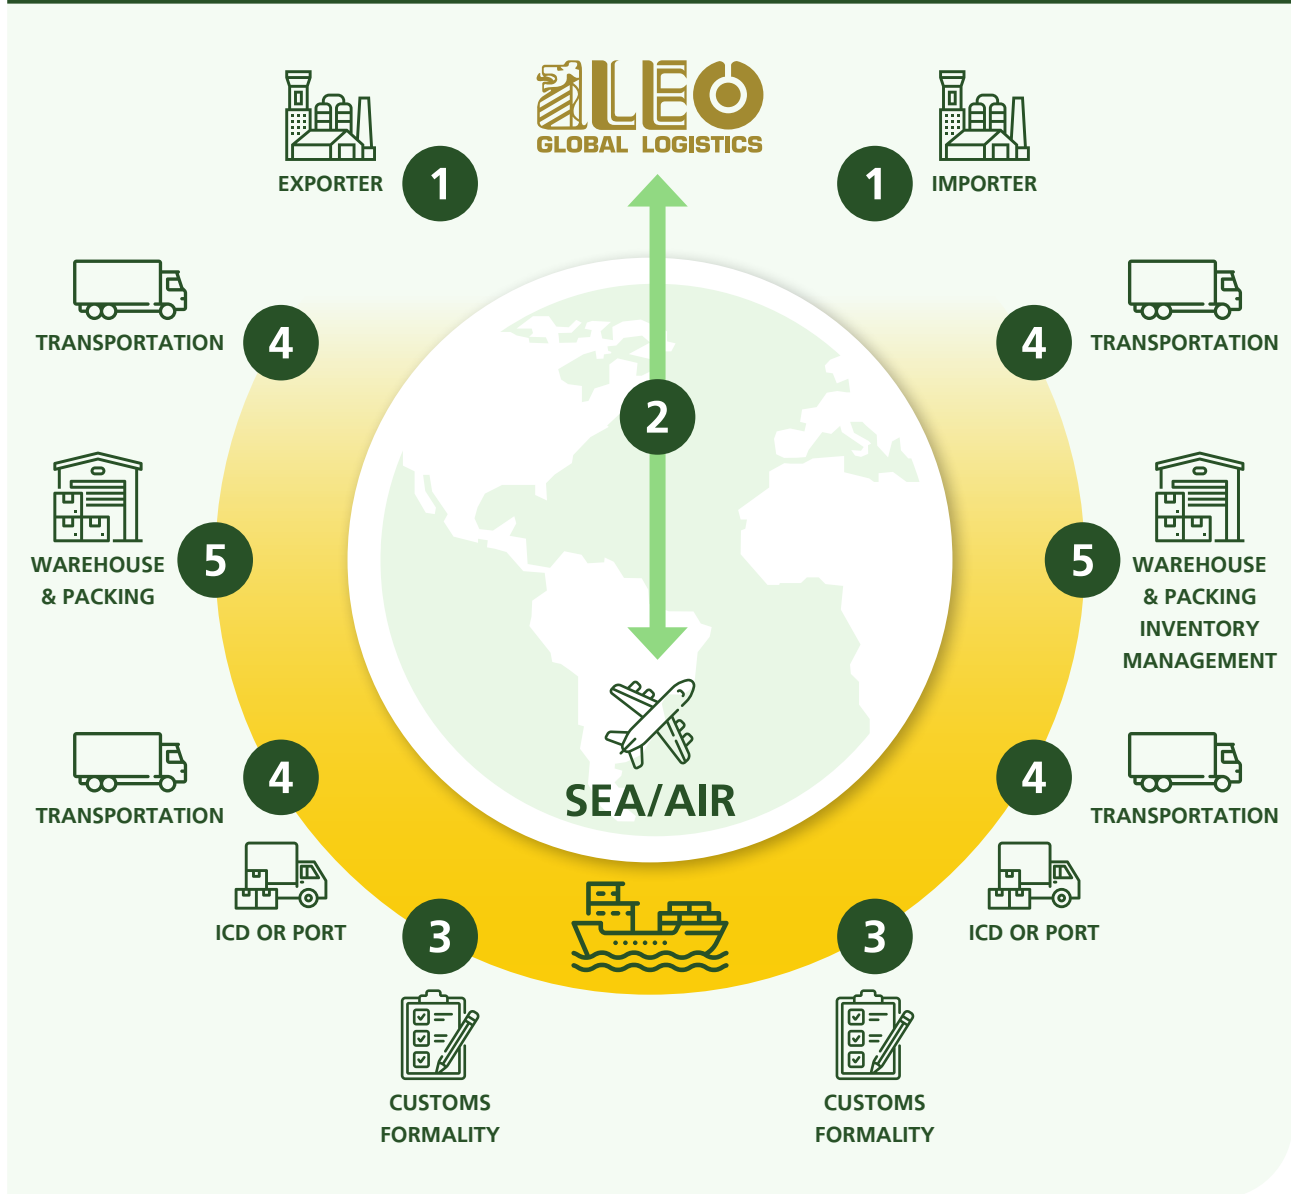 LEO
GLOBAL LOGISTICS
EXPORTER
1
1
IMPORTER
TRANSPORTATION
4
4
TRANSPORTATION
2
WAREHOUSE
& PACKING
5
5
WAREHOUSE
& PACKING
INVENTORY
MANAGEMENT
TRANSPORTATION
4
4
TRANSPORTATION
SEA/AIR
ICD OR PORT
3
3
ICD OR PORT
CUSTOMS
FORMALITY
CUSTOMS
FORMALITY